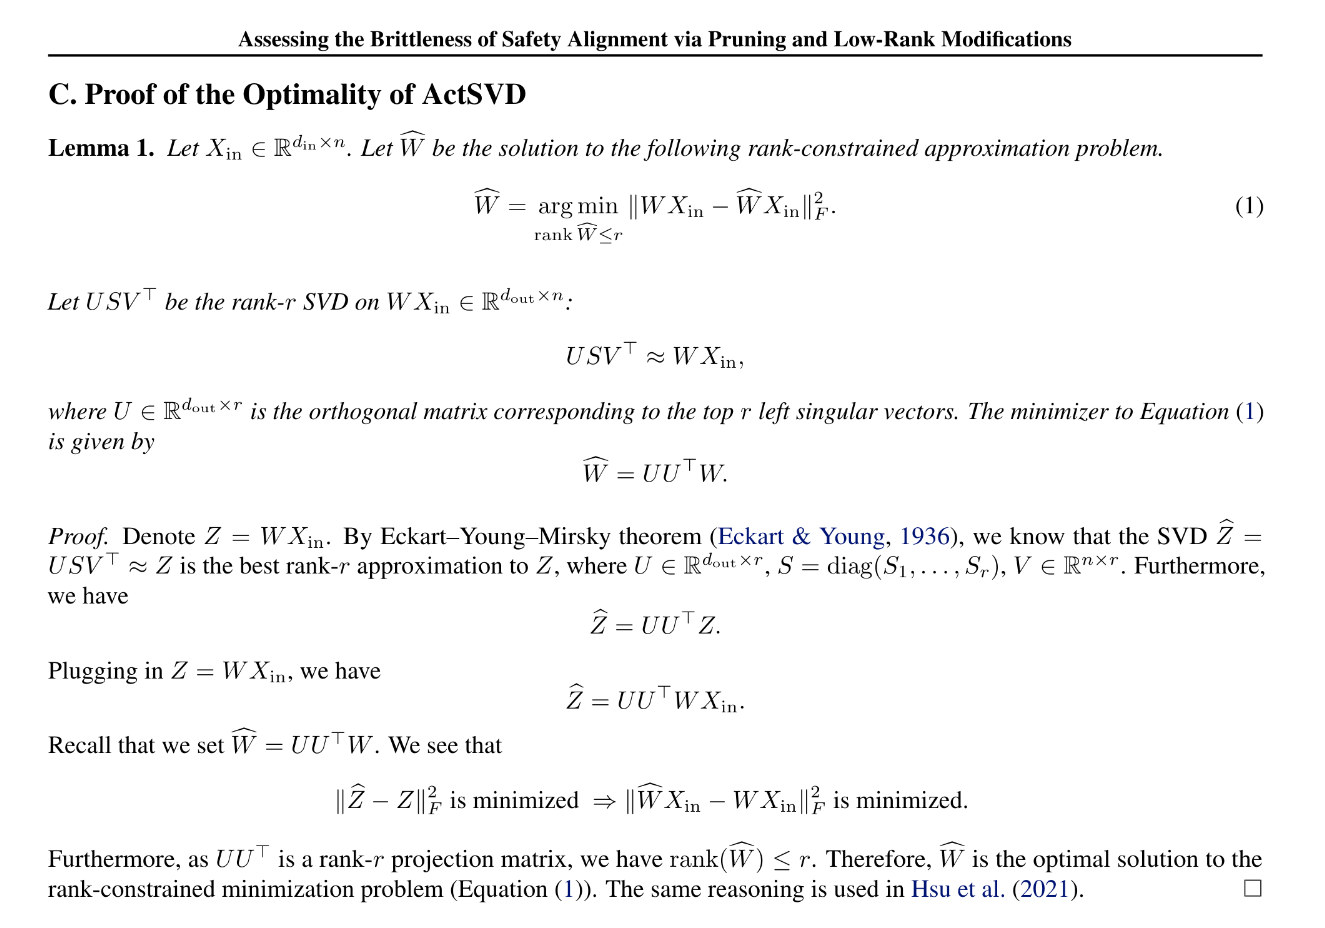 Assessing the Brittleness of Safety Alignment via Pruning and Low-Rank Modifications
C. Proof of the Optimality of ActSVD
Lemma 1. Let $X_{\text{in}} \in \mathbb{R}^{d_{\text{in}} \times n}$. Let $\widehat{W}$ be the solution to the following rank-constrained approximation problem.
$\widehat{W} = \underset{\text{rank}\,\widehat{W} \leq r}{\arg\min} \|W X_{\text{in}} - \widehat{W} X_{\text{in}}\|_F^2.$ (1)
Let $USV^\top$ be the rank-$r$ SVD on $W X_{\text{in}} \in \mathbb{R}^{d_{\text{out}} \times n}$:
$USV^\top \approx W X_{\text{in}},$
where $U \in \mathbb{R}^{d_{\text{out}} \times r}$ is the orthogonal matrix corresponding to the top $r$ left singular vectors. The minimizer to Equation (1)
is given by
$\widehat{W} = UU^\top W.$
Proof. Denote $Z = W X_{\text{in}}$. By Eckart–Young–Mirsky theorem (Eckart & Young, 1936), we know that the SVD $\widehat{Z} =$
$USV^\top \approx Z$ is the best rank-$r$ approximation to $Z$, where $U \in \mathbb{R}^{d_{\text{out}} \times r}$, $S = \text{diag}(S_1, \ldots, S_r)$, $V \in \mathbb{R}^{n \times r}$. Furthermore,
we have
$\widehat{Z} = UU^\top Z.$
Plugging in $Z = W X_{\text{in}}$, we have
$\widehat{Z} = UU^\top W X_{\text{in}}.$
Recall that we set $\widehat{W} = UU^\top W$. We see that
$\|\widehat{Z} - Z\|_F^2$ is minimized $\Rightarrow \|\widehat{W} X_{\text{in}} - W X_{\text{in}}\|_F^2$ is minimized.
Furthermore, as $UU^\top$ is a rank-$r$ projection matrix, we have $\text{rank}(\widehat{W}) \leq r$. Therefore, $\widehat{W}$ is the optimal solution to the
rank-constrained minimization problem (Equation (1)). The same reasoning is used in Hsu et al. (2021). □